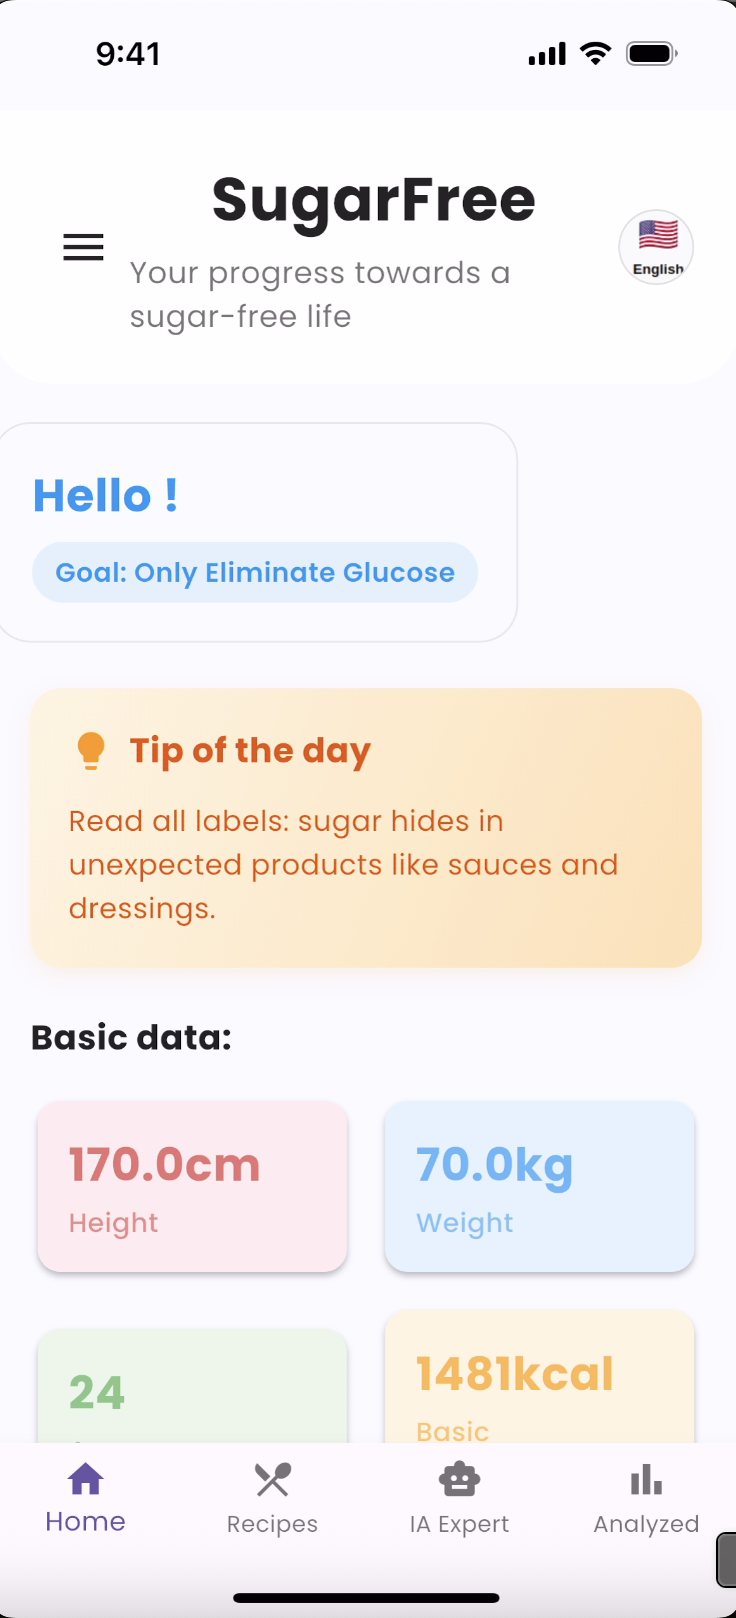 9:41
SugarFree
Your progress towards a
sugar-free life
English
Hello !
Goal: Only Eliminate Glucose
Tip of the day
Read all labels: sugar hides in
unexpected products like sauces and
dressings.
Basic data:
170.0cm
Height
70.0kg
Weight
24
1481kcal
Basic
Home
Recipes
IA Expert
Analyzed